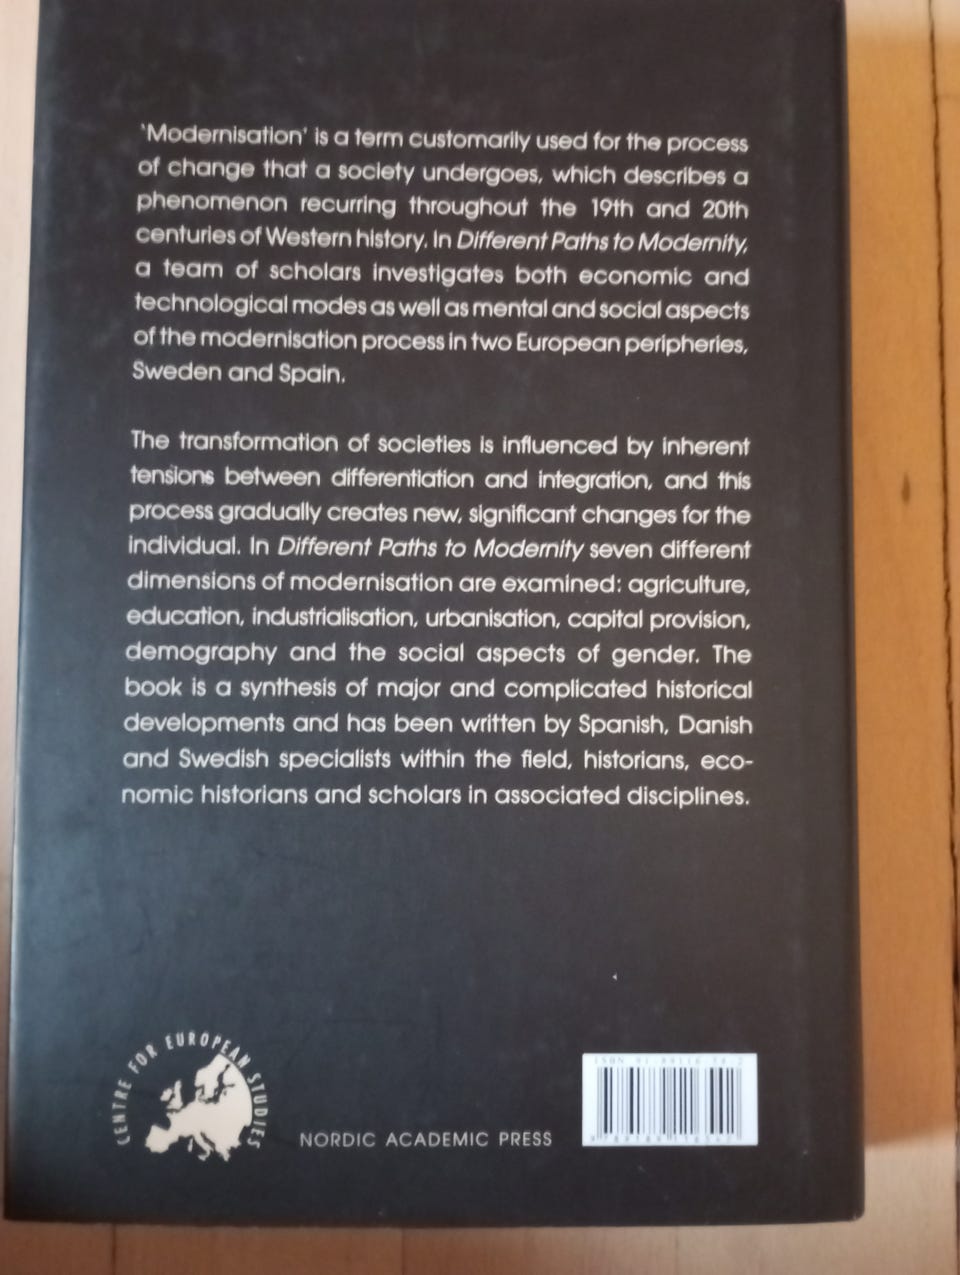 'Modernisation' is a term customarily used for the process
of change that a society undergoes, which describes a
phenomenon recurring throughout the 19th and 20th
centuries of Western history. In Different Paths to Modernity,
a team of scholars investigates both economic and
technological modes as well as mental and social aspects
of the modernisation process in two European peripheries,
Sweden and Spain.
The transformation of societies is influenced by inherent
tensions between differentiation and integration, and this
process gradually creates new, significant changes for the
individual. In Different Paths to Modernity seven different
dimensions of modernisation are examined: agriculture,
education, industrialisation, urbanisation, capital provision,
demography and the social aspects of gender. The
book is a synthesis of major and complicated historical
developments and has been written by Spanish, Danish
and Swedish specialists within the field, historians, eco-
nomic historians and scholars in associated disciplines.
CENTRE FOR EUROPEAN STUDIES
NORDIC ACADEMIC PRESS
ISBN